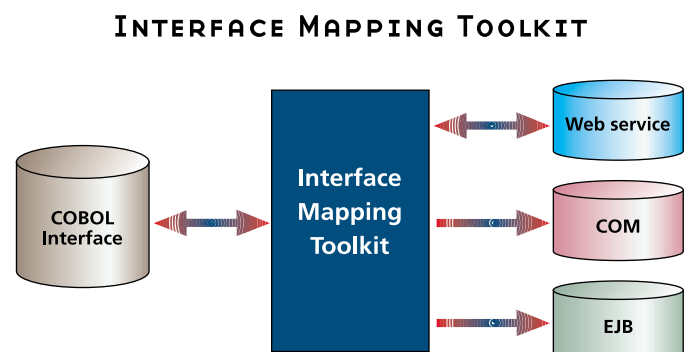 INTERFACE MAPPING TOOLKIT
COBOL
Interface
Interface
Mapping
Toolkit
Web service
COM
EJB